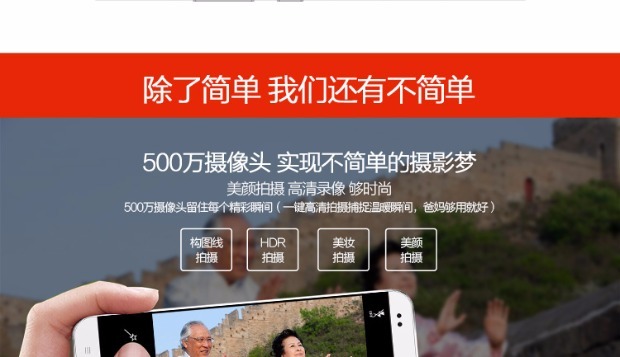 除了简单 我们还有不简单
500万摄像头 实现不简单的摄影梦
美颜拍摄 高清录像 够时尚
500万摄像头留住每个精彩瞬间（一键高清拍摄捕捉温暖瞬间，爸妈够用就好）
构图线 HDR 美妆 美颜
拍摄 拍摄 拍摄 拍摄